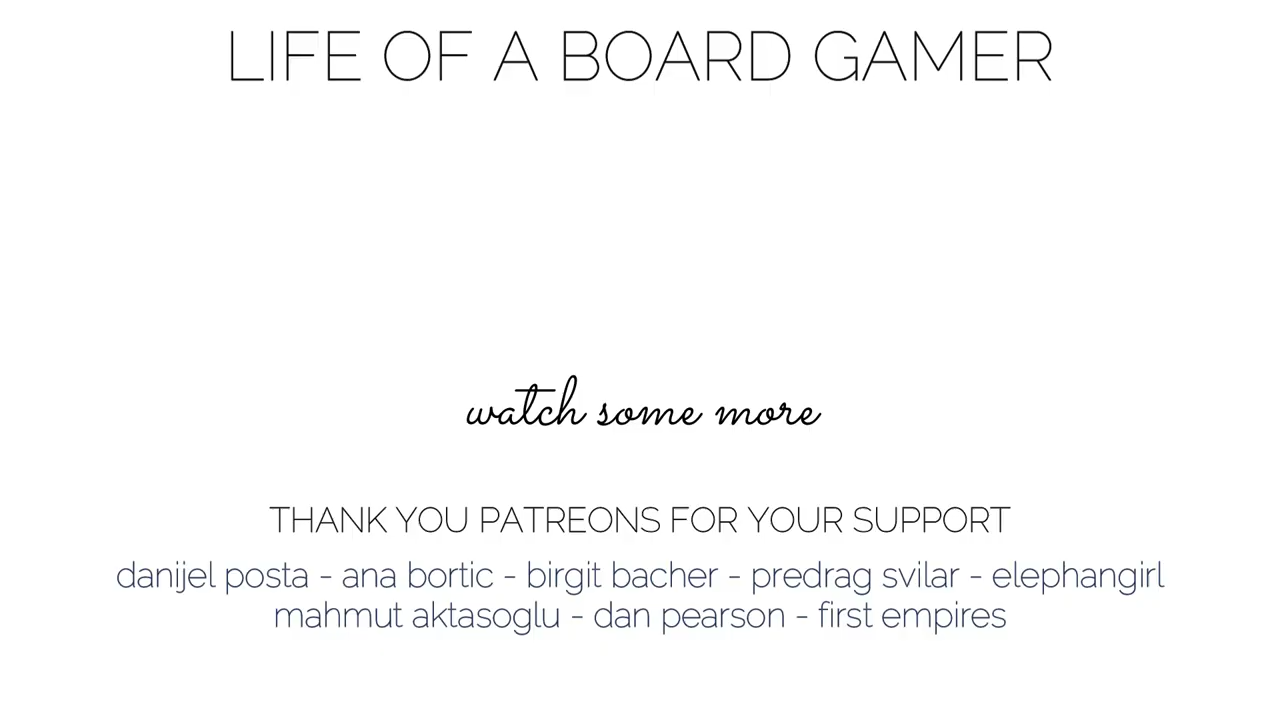 LIFE OF A BOARD GAMER
watch some more
THANK YOU PATREONS FOR YOUR SUPPORT
danijel posta - ana bortic - birgit bacher - predrag svilar - elephangirl
mahmut aktasoglu - dan pearson - first empires